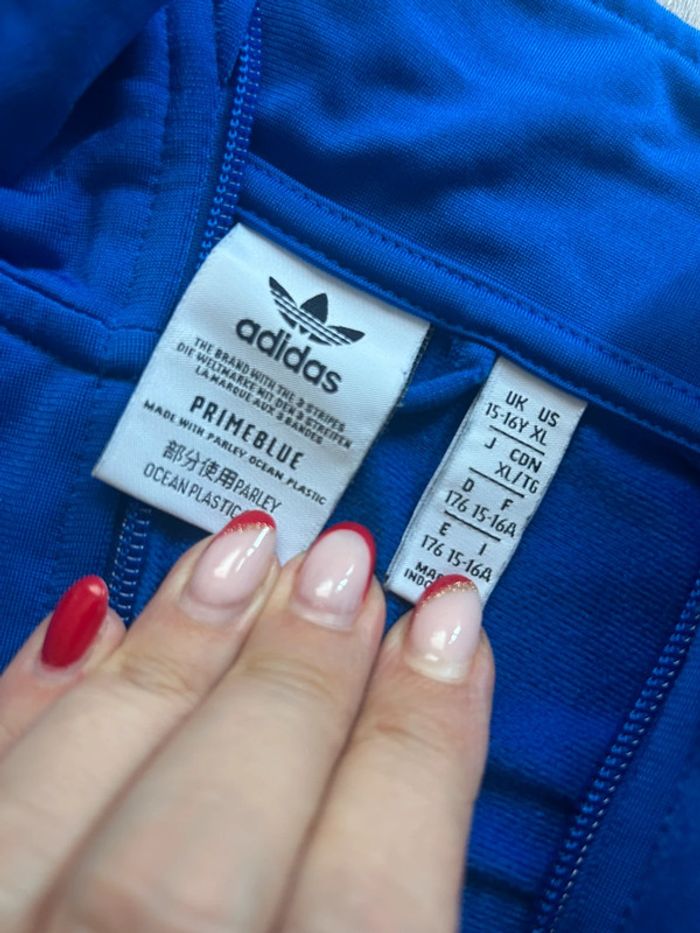 adidas
THE BRAND WITH THE 3 STRIPES
DIE WELTMARKE MIT DEN 3 STREIFEN
LA MARQUE AUX 3 BANDES
PRIMEBLUE
MADE WITH PARLEY OCEAN PLASTIC
部分使用PARLEY
OCEAN PLASTIC
UK US
15-16Y XL
J CDN
XL/TG
D F
176 15-16A
E I
176 15-16A